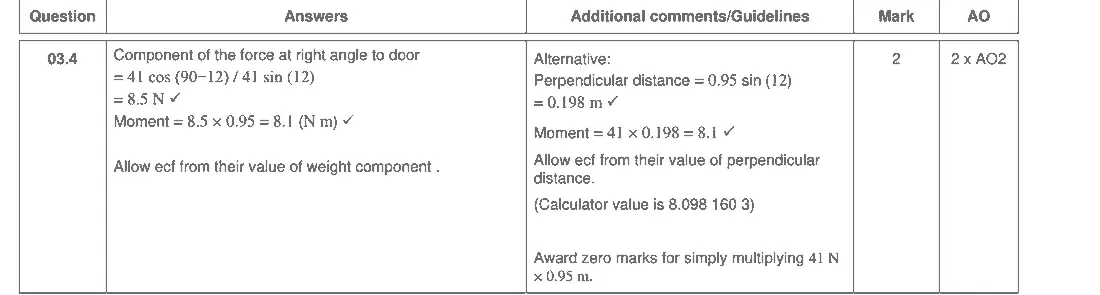 Question Answers Additional comments/Guidelines Mark AO
03.4 Component of the force at right angle to door
= 41 cos (90−12) / 41 sin (12)
= 8.5 N ✓
Moment = 8.5 × 0.95 = 8.1 (N m) ✓
Allow ecf from their value of weight component .
Alternative:
Perpendicular distance = 0.95 sin (12)
= 0.198 m ✓
Moment = 41 × 0.198 = 8.1 ✓
Allow ecf from their value of perpendicular
distance.
(Calculator value is 8.098 160 3)
Award zero marks for simply multiplying 41 N
× 0.95 m.
2
2 x AO2